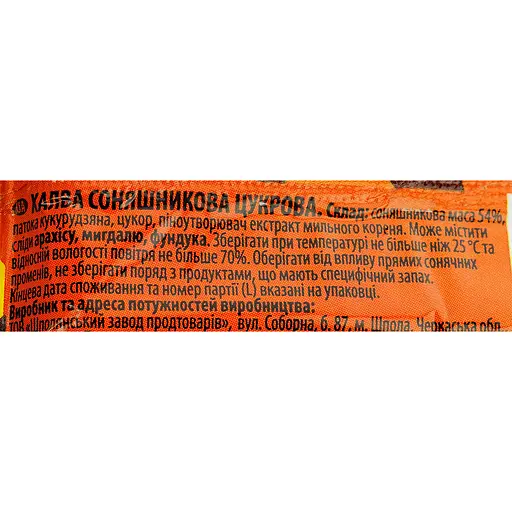 ХАЛВА СОНЯШНИКОВА ЦУКРОВА. Склад: соняшникова маса 54%,
патока кукурудзяна, цукор, піноутворювач екстракт мильного кореня. Може містити
сліди арахісу, мигдалю, фундука. Зберігати при температурі не більше ніж 25 °C та
відносній вологості повітря не більше 70%. Оберігати від впливу прямих сонячних
променів, не зберігати поряд з продуктами, що мають специфічний запах.
Кінцева дата споживання та номер партії (L) вказані на упаковці.
Виробник та адреса потужностей виробництва:
ТОВ «Шполянський завод продтоварів», вул. Соборна, б. 87, м. Шпола, Черкаська обл.,